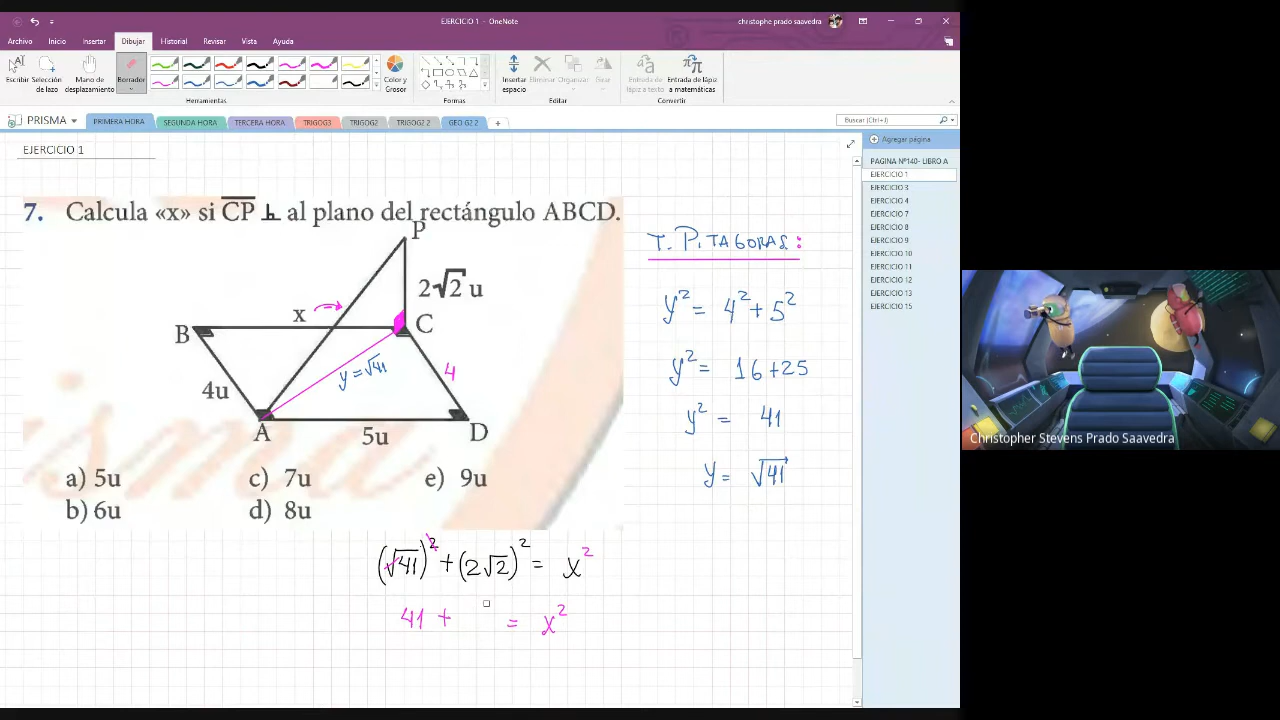 EJERCICIO 1 - OneNote
christophe prado saavedra
Archivo Inicio Insertar Dibujar Historial Revisar Vista Ayuda
Escribir Selección de lazo Mano de desplazamiento Borrador Color y Grosor Insertar espacio Eliminar Organizar Girar Entrada de lápiz a texto Entrada de lápiz a matemáticas
Herramientas Formas Editar Convertir
PRISMA PRIMERA HORA SEGUNDA HORA TERCERA HORA TRIGO G3 TRIGOG2 TRIGOG2 2 GEO G2 2 +
Buscar (Ctrl+J)
Agregar página
EJERCICIO 1
PAGINA Nº140- LIBRO A
EJERCICIO 1
EJERCICIO 3
EJERCICIO 4
EJERCICIO 7
EJERCICIO 8
EJERCICIO 9
EJERCICIO 10
EJERCICIO 11
EJERCICIO 12
EJERCICIO 13
EJERCICIO 15
7. Calcula «x» si CP ⊥ al plano del rectángulo ABCD.
P
2√2 u
x
B
C
y = √41
4
4u
A
5u
D
a) 5u c) 7u e) 9u
b) 6u d) 8u
T. PITAGORAS:
y² = 4² + 5²
y² = 16 + 25
y² = 41
y = √41
(√41)² + (2√2)² = x²
41 + = x²
Christopher Stevens Prado Saavedra